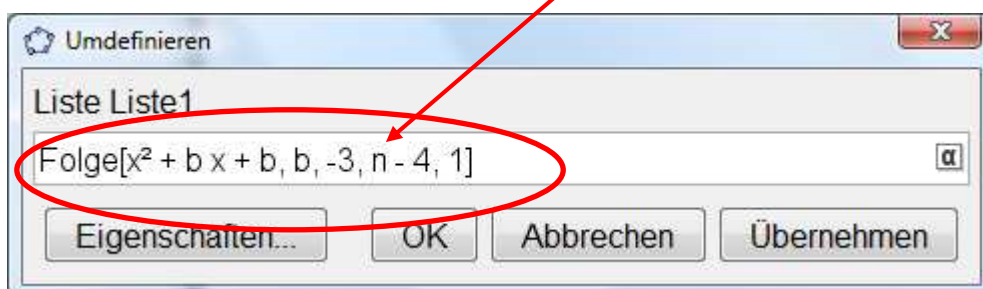 Umdefinieren
Liste Liste1
Folge[x² + b x + b, b, -3, n - 4, 1]
α
Eigenschaften... OK Abbrechen Übernehmen